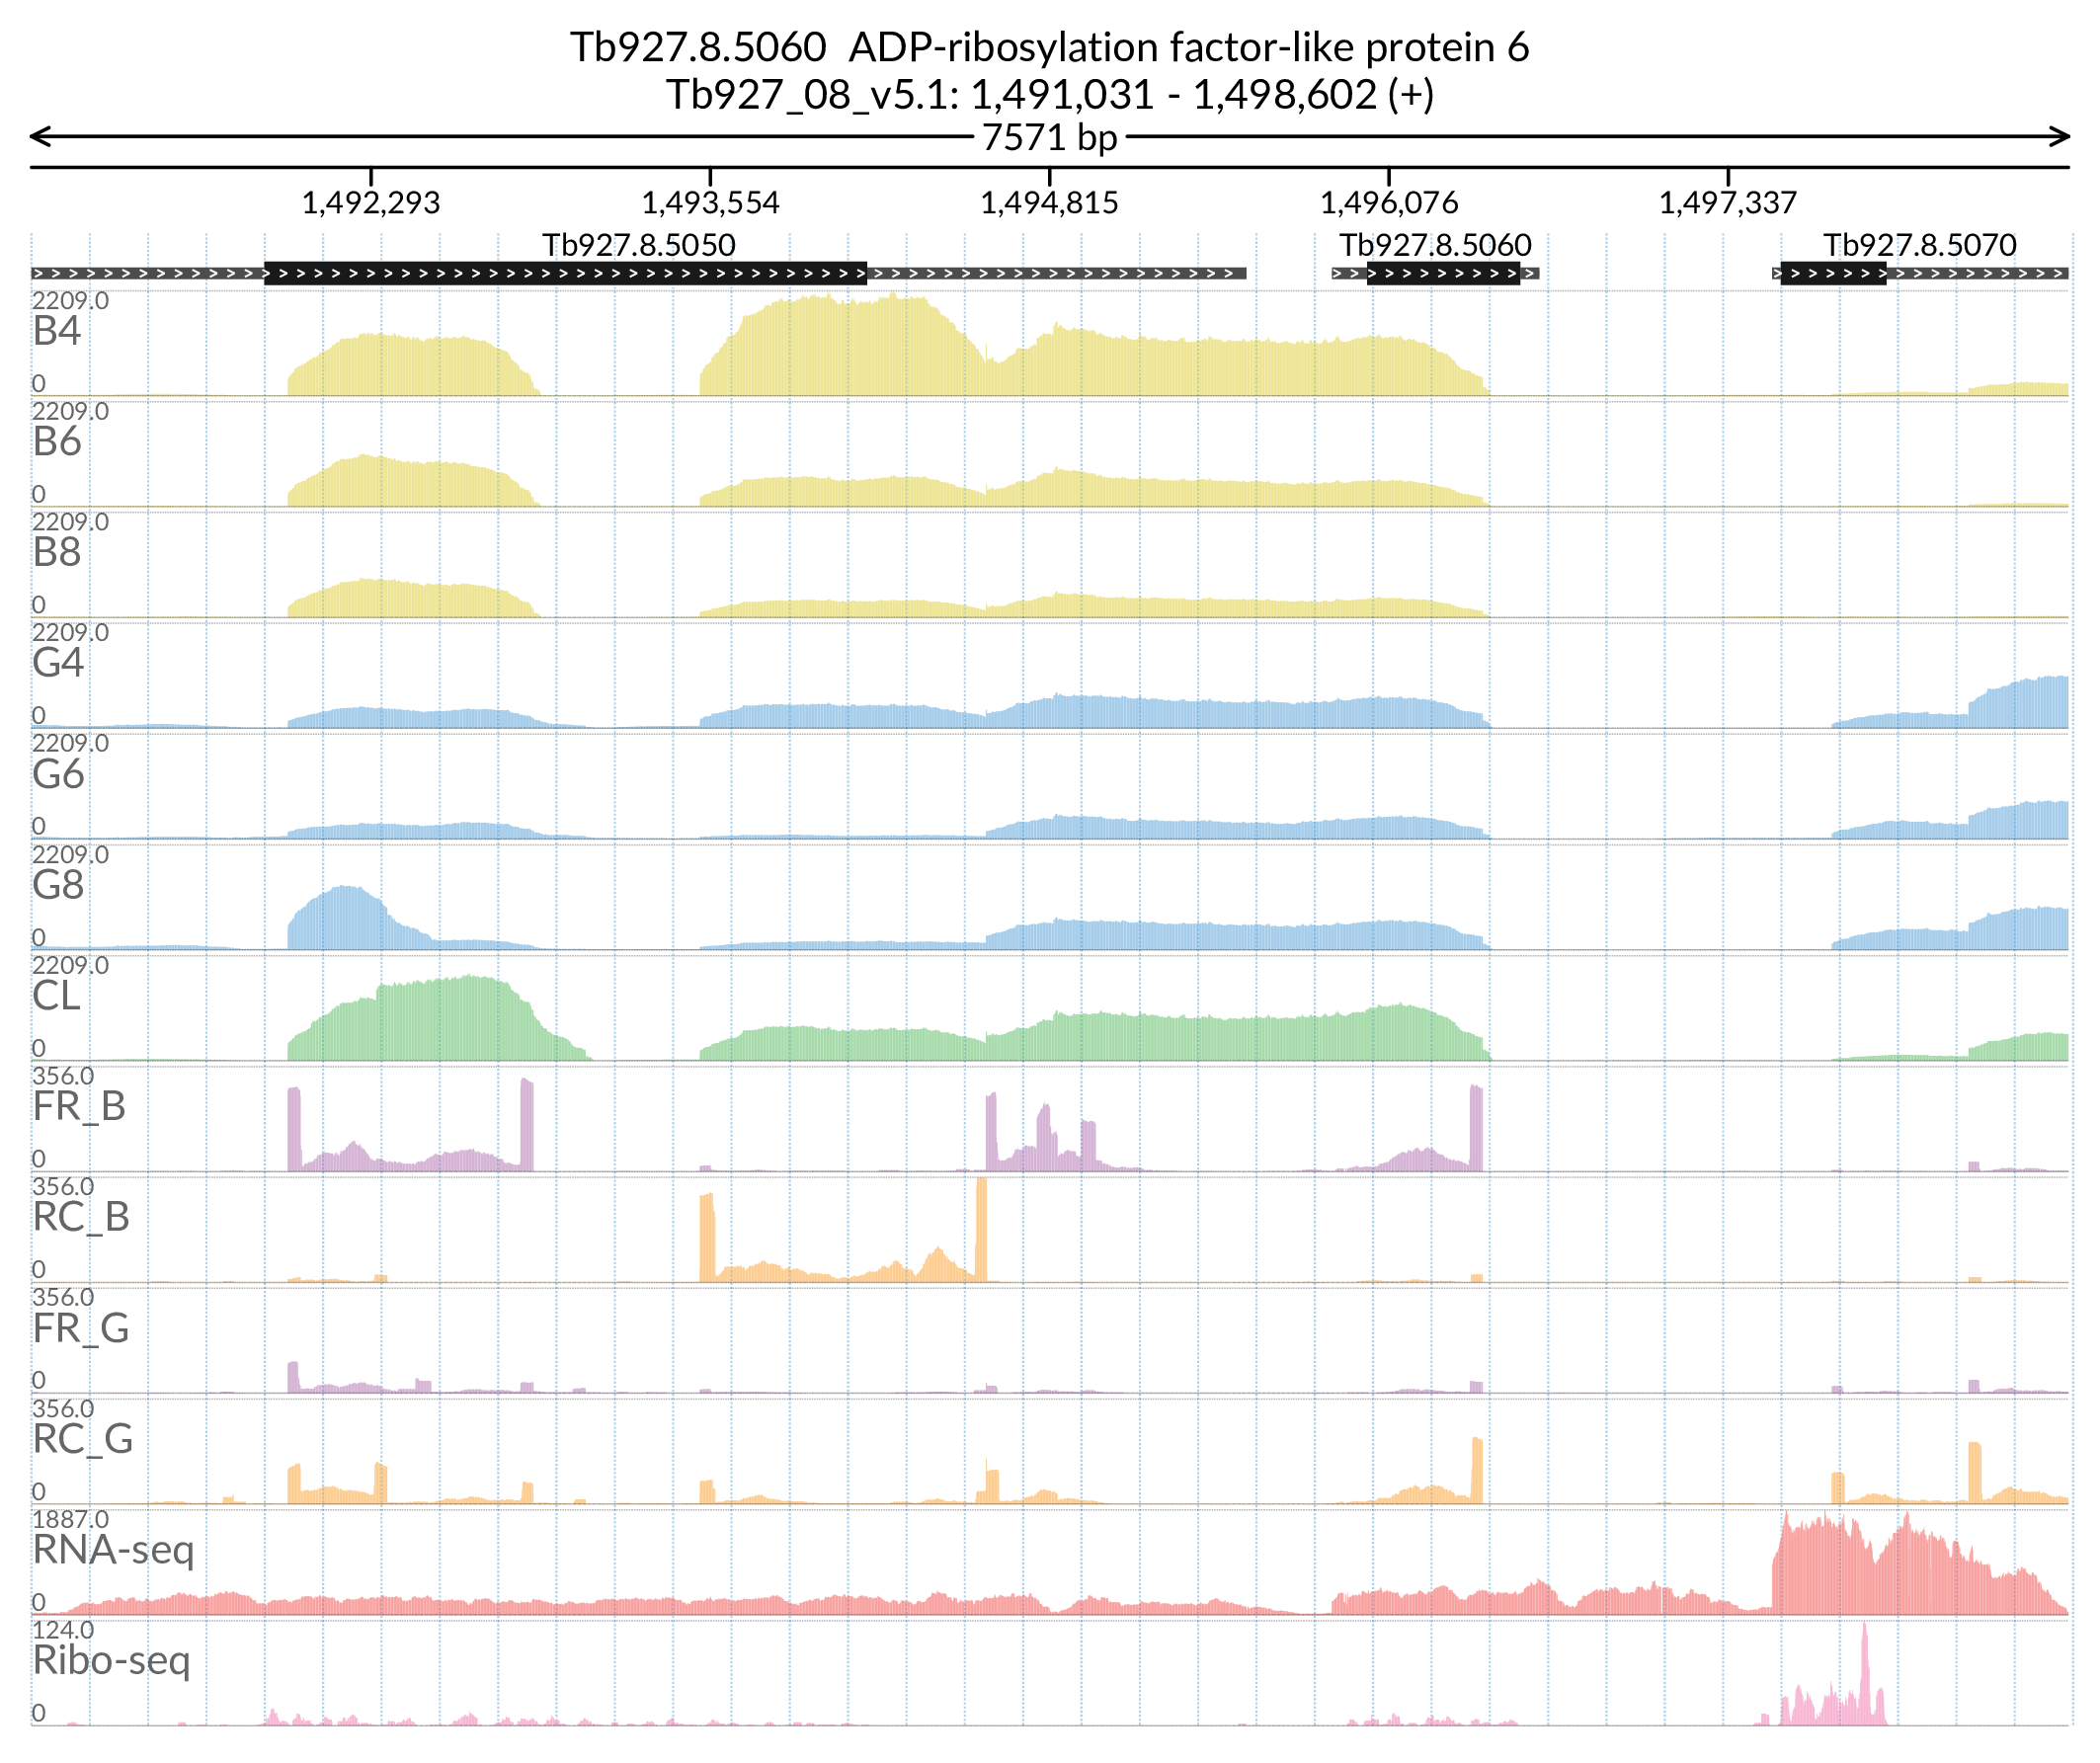 Tb927.8.5060 ADP-ribosylation factor-like protein 6
Tb927_08_v5.1: 1,491,031 - 1,498,602 (+)
7571 bp
1,492,293 1,493,554 1,494,815 1,496,076 1,497,337
Tb927.8.5050 Tb927.8.5060 Tb927.8.5070
2209.0
B4
0
2209.0
B6
0
2209.0
B8
0
2209.0
G4
0
2209.0
G6
0
2209.0
G8
0
2209.0
CL
0
356.0
FR_B
0
356.0
RC_B
0
356.0
FR_G
0
356.0
RC_G
0
1887.0
RNA-seq
0
124.0
Ribo-seq
0